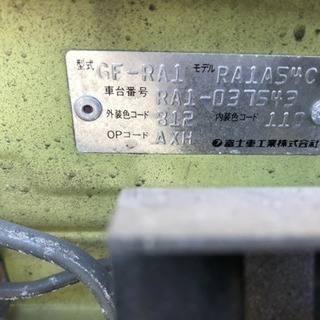 型式 GF-RA1 モデル RA1A54C
車台番号 RA1-037543
外装色コード 812 内装色コード 110
OPコード AXH 富士重工業株式会社